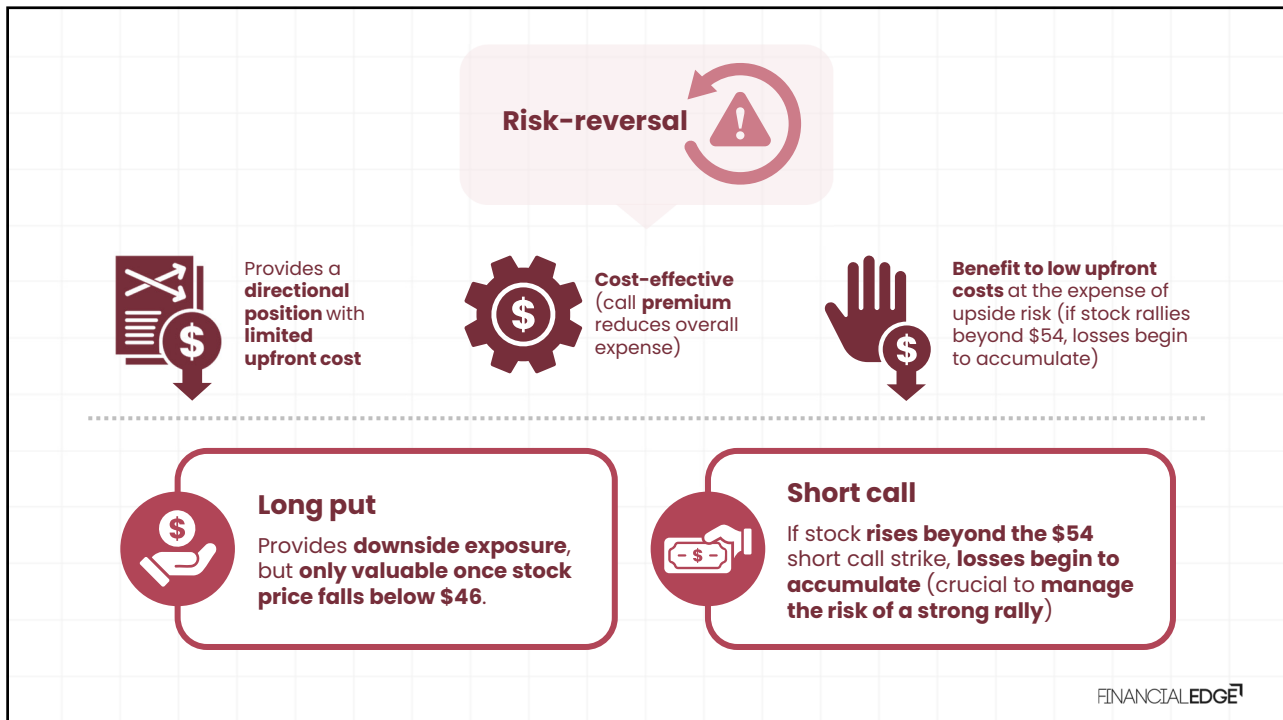 Risk-reversal
Provides a
directional
position with
limited
upfront cost
$
Cost-effective
(call premium
reduces overall
expense)
$
Benefit to low upfront
costs at the expense of
upside risk (if stock rallies
beyond $54, losses begin
to accumulate)
$
Long put
Provides downside exposure,
but only valuable once stock
price falls below $46.
$
Short call
If stock rises beyond the $54
short call strike, losses begin to
accumulate (crucial to manage
the risk of a strong rally)
- $ -
FINANCIALEDGE